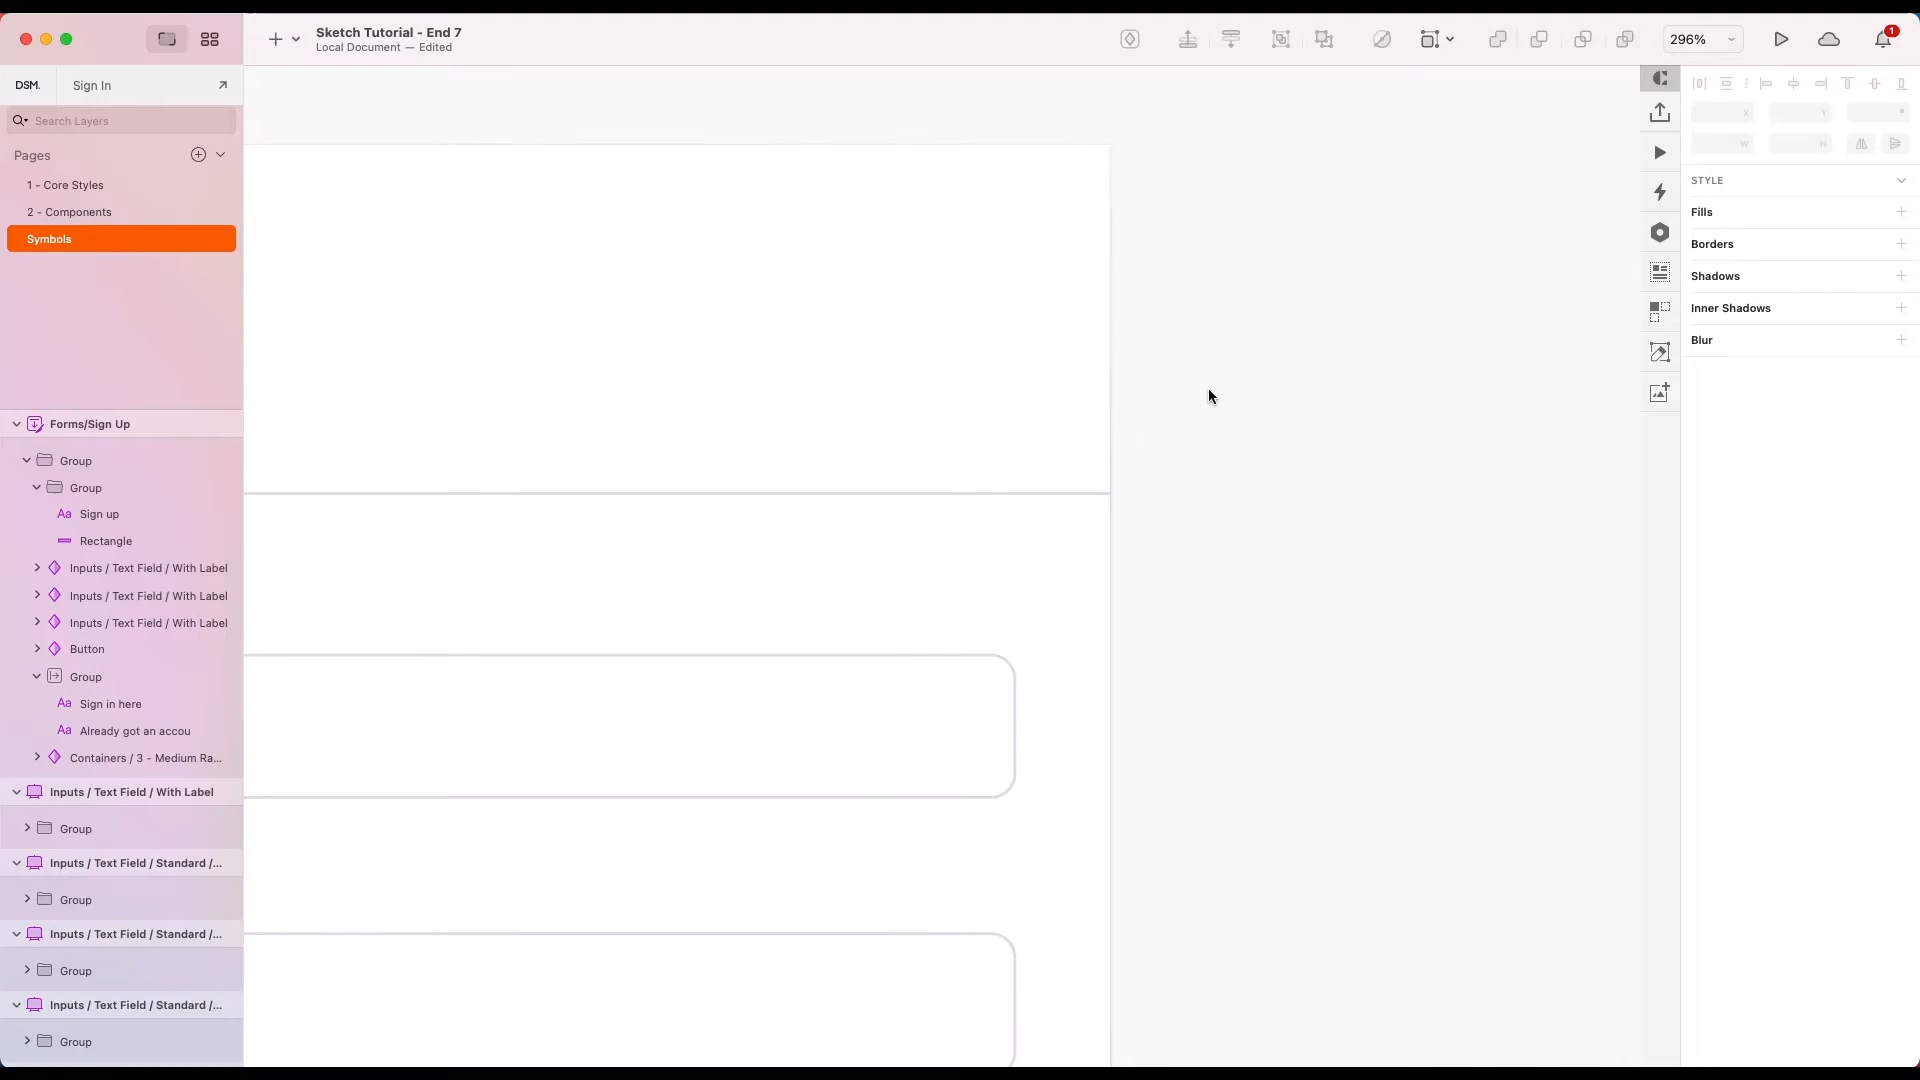 Sketch Tutorial - End 7
Local Document — Edited
296%
1
DSM.
Sign In
Search Layers
Pages
1 - Core Styles
2 - Components
Symbols
Forms/Sign Up
Group
Group
Aa Sign up
Rectangle
Inputs / Text Field / With Label
Inputs / Text Field / With Label
Inputs / Text Field / With Label
Button
Group
Aa Sign in here
Aa Already got an accou
Containers / 3 - Medium Ra...
Inputs / Text Field / With Label
Group
Inputs / Text Field / Standard /...
Group
Inputs / Text Field / Standard /...
Group
Inputs / Text Field / Standard /...
Group
X Y °
W H
STYLE
Fills
Borders
Shadows
Inner Shadows
Blur